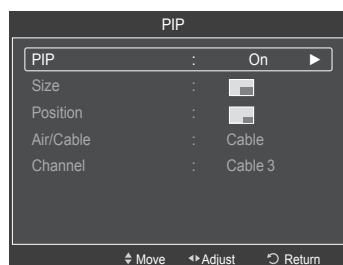 PIP
PIP : On ►
Size :
Position :
Air/Cable : Cable
Channel : Cable 3
Move Adjust Return